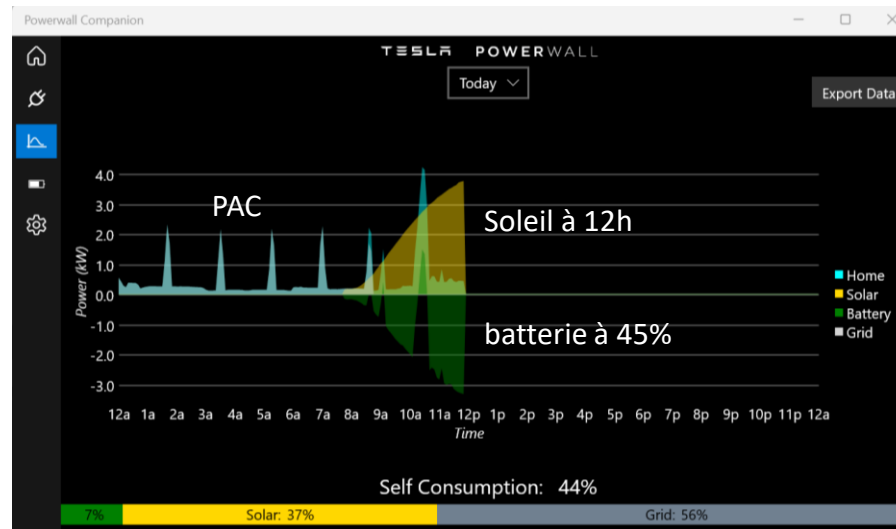 Powerwall Companion
TESLA POWERWALL
Today
Export Data
4.0
3.0
2.0
1.0
0.0
-1.0
-2.0
-3.0
Power (kW)
PAC
Soleil à 12h
batterie à 45%
Home
Solar
Battery
Grid
12a 1a 2a 3a 4a 5a 6a 7a 8a 9a 10a 11a 12p 1p 2p 3p 4p 5p 6p 7p 8p 9p 10p 11p 12a
Time
Self Consumption: 44%
7% Solar: 37% Grid: 56%